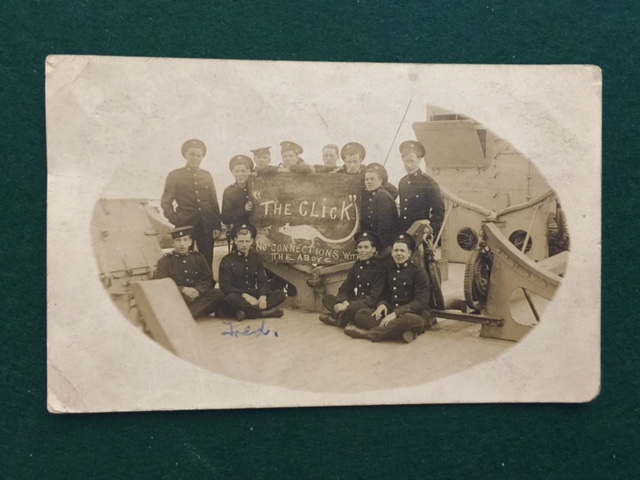 "THE CLICK"
NO CONNECTIONS WITH
THE ABOVE
Fred.